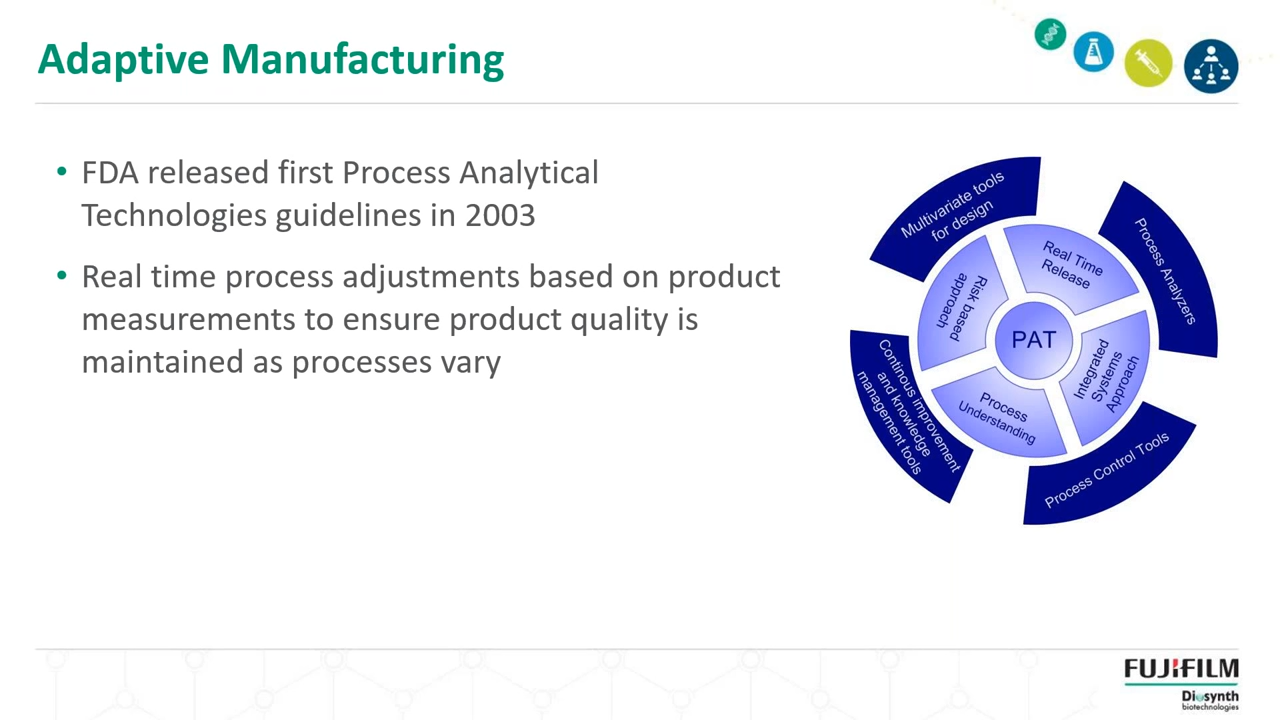 Adaptive Manufacturing
• FDA released first Process Analytical
Technologies guidelines in 2003
• Real time process adjustments based on product
measurements to ensure product quality is
maintained as processes vary
Multivariate tools
for design
Process Analyzers
Process Control Tools
Continous improvement
and knowledge
management tools
Real Time
Release
Integrated
Systems
Approach
Process
Understanding
Risk based
approach
PAT
FUJIFILM
Diosynth
biotechnologies